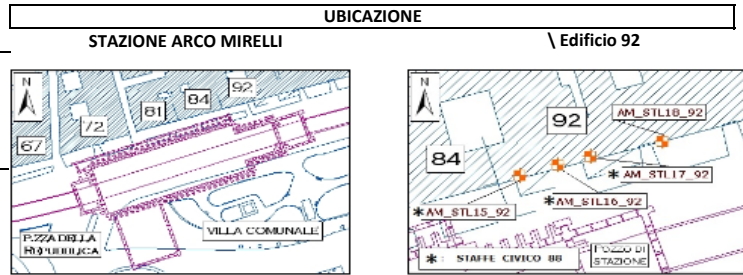 UBICAZIONE
STAZIONE ARCO MIRELLI
\ Edificio 92
N
67
72
81
84
92
P.ZZA DELLA
REPUBBLICA
VILLA COMUNALE
N
84
92
AM_STL18_92
* AM_STL17_92
* AM_STL16_92
* AM_STL15_92
* : STAFFE CIVICO 88
POZZO DI
STAZIONE